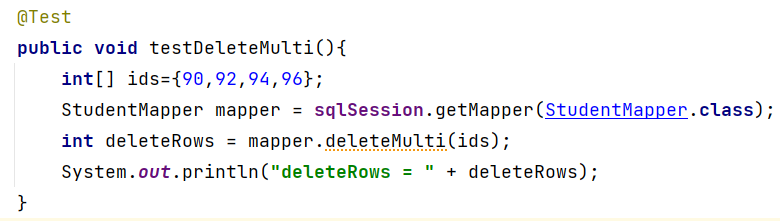 @Test
public void testDeleteMulti(){
    int[] ids={90,92,94,96};
    StudentMapper mapper = sqlSession.getMapper(StudentMapper.class);
    int deleteRows = mapper.deleteMulti(ids);
    System.out.println("deleteRows = " + deleteRows);
}